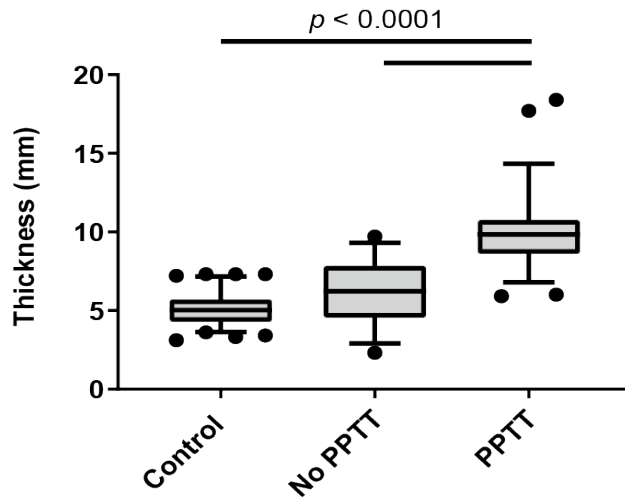 p < 0.0001
Thickness (mm)
20
15
10
5
0
Control
No PPTT
PPTT